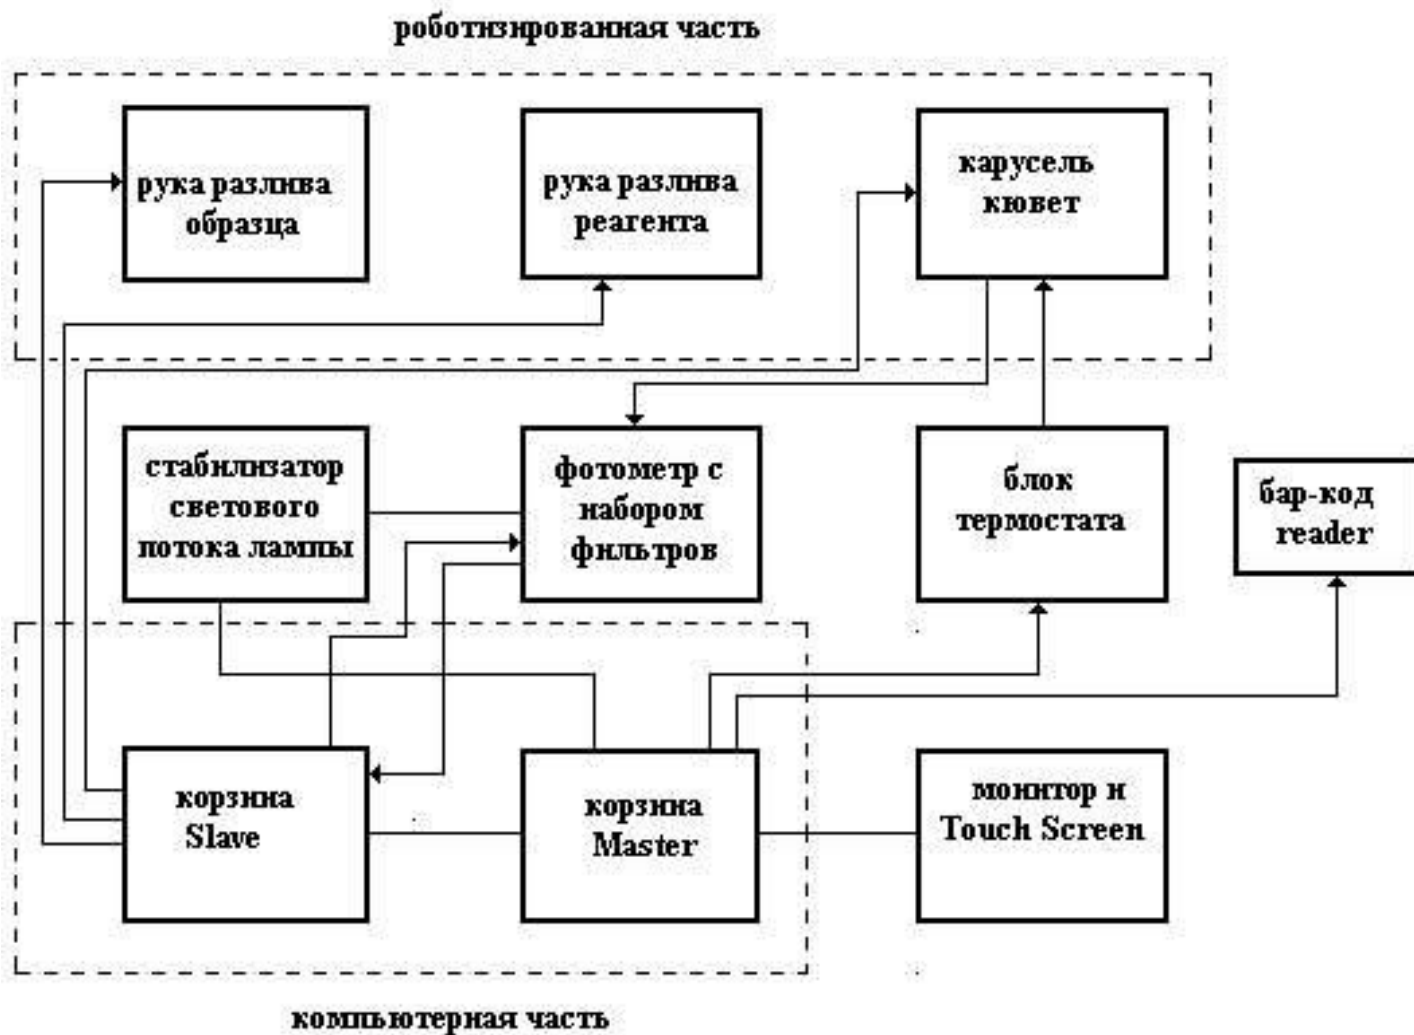 роботизированная часть
рука разлива
образца
рука разлива
реагента
карусель
кювет
стабилизатор
светового
потока лампы
фотометр с
набором
фильтров
блок
термостата
бар-код
reader
корзина
Slave
корзина
Master
монитор и
Touch Screen
компьютерная часть